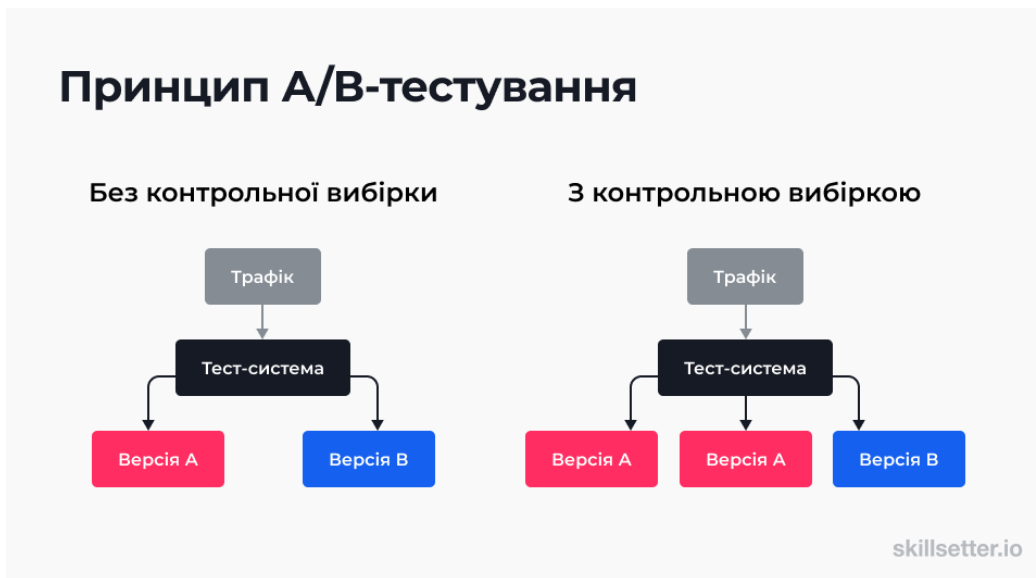 Принцип A/B-тестування
Без контрольної вибірки
З контрольною вибіркою
Трафік
Трафік
Тест-система
Тест-система
Версія A
Версія B
Версія A
Версія A
Версія B
skillsetter.io